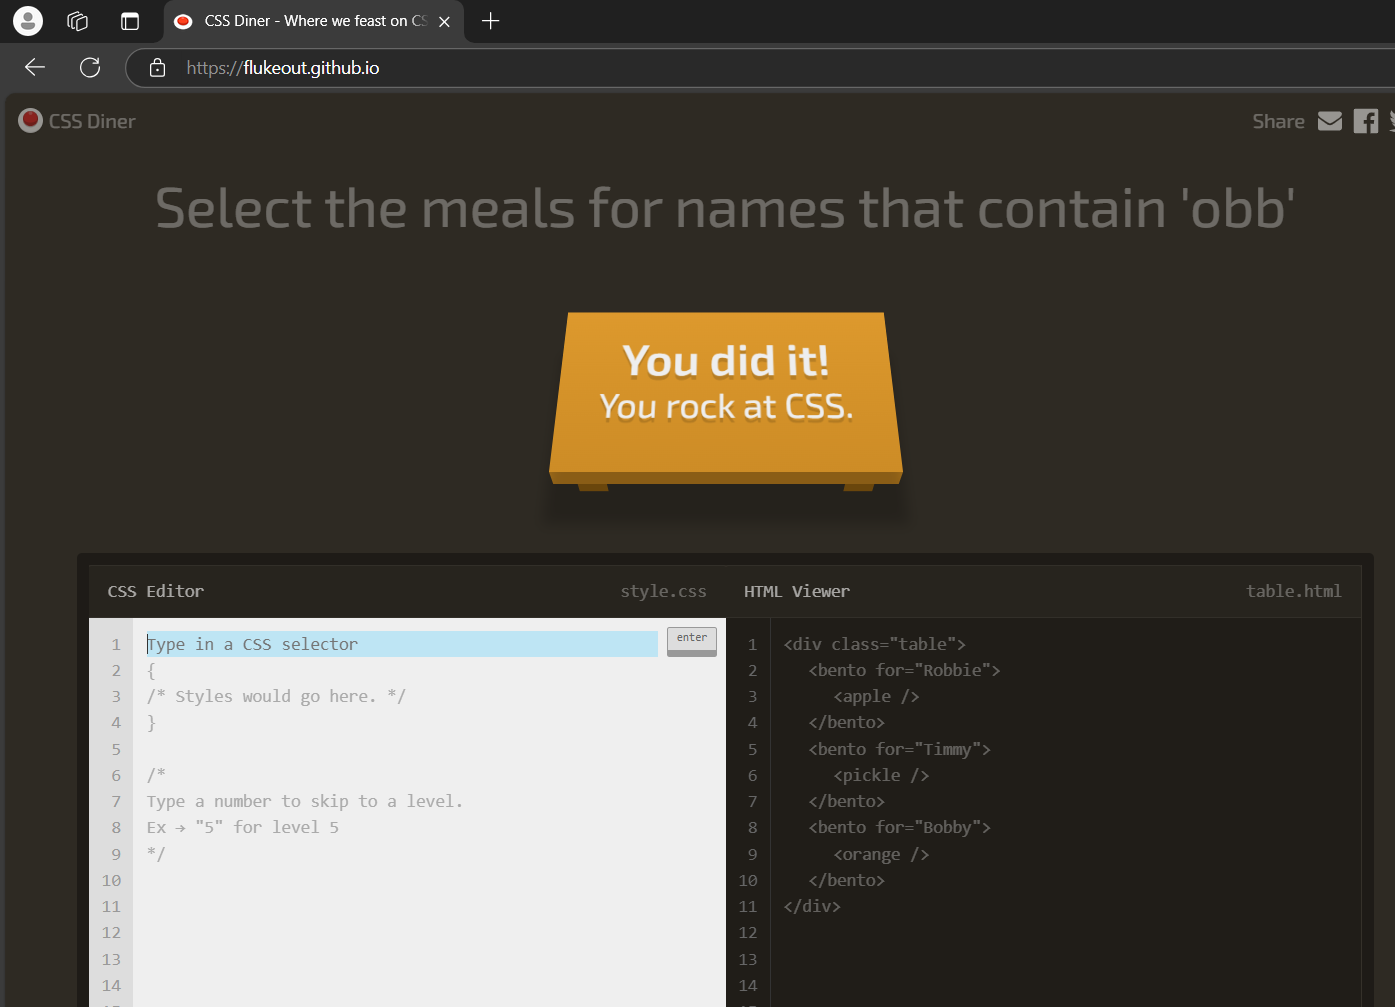 CSS Diner - Where we feast on CS
https://flukeout.github.io
CSS Diner
Share
Select the meals for names that contain 'obb'
You did it!
You rock at CSS.
CSS Editor
style.css
HTML Viewer
table.html
1 Type in a CSS selector
enter
2 {
3 /* Styles would go here. */
4 }
5
6 /*
7 Type a number to skip to a level.
8 Ex → "5" for level 5
9 */
10
11
12
13
14
1 <div class="table">
2 <bento for="Robbie">
3 <apple />
4 </bento>
5 <bento for="Timmy">
6 <pickle />
7 </bento>
8 <bento for="Bobby">
9 <orange />
10 </bento>
11 </div>
12
13
14